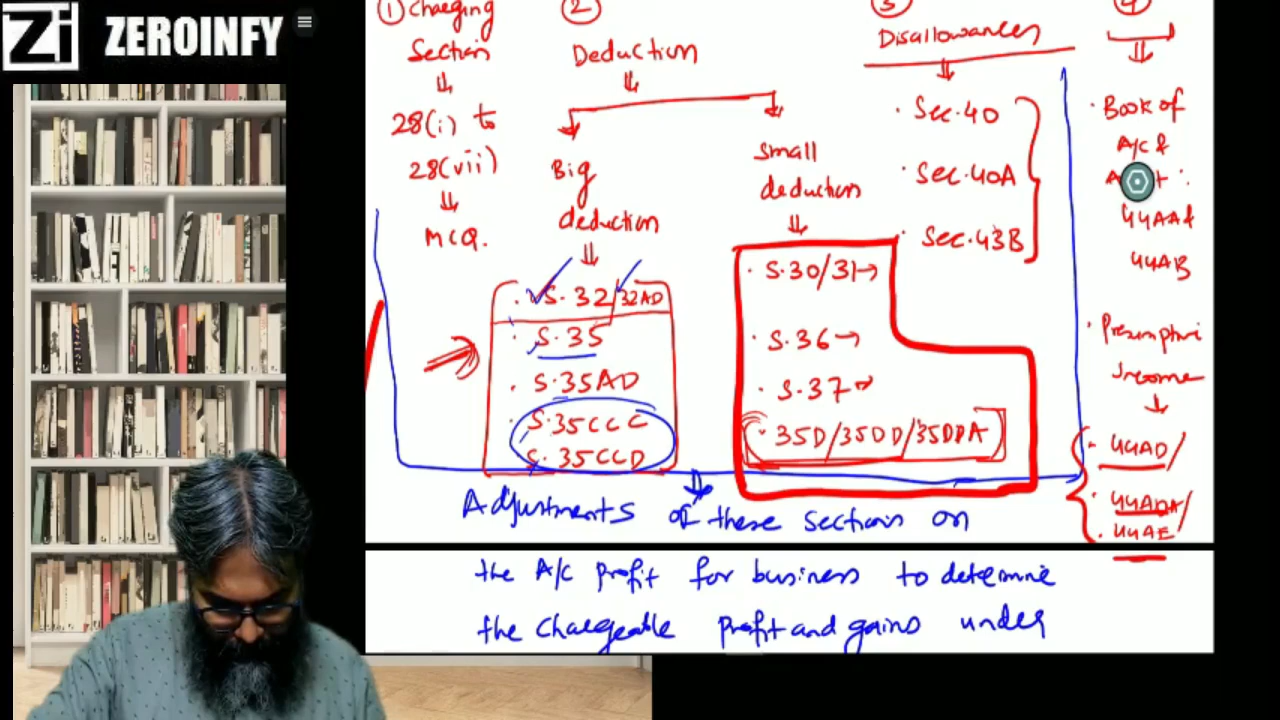 Zi ZEROINFY
① Charging
Section
⇓
28(i) to
28(vii)
⇓
MCQ.
②
Deduction
⇓
Big
deduction
⇓
· S.32/32AD
· S.35
· S.35AD
· S.35CCC
· S.35CCD
Small
deduction
⇓
· S.30/31→
· S.36→
· S.37→
· 35D/35DD/35DDA
③
Disallowances
· Sec.40
· Sec.40A
· Sec.43B
④
⇓
· Book of
A/c &
44AA &
44AB
· Presumptive
Income
· 44AD/
· 44ADA/
· 44AE
Adjustments of these sections on
the A/c profit for business to determine
the chargeable profit and gains under